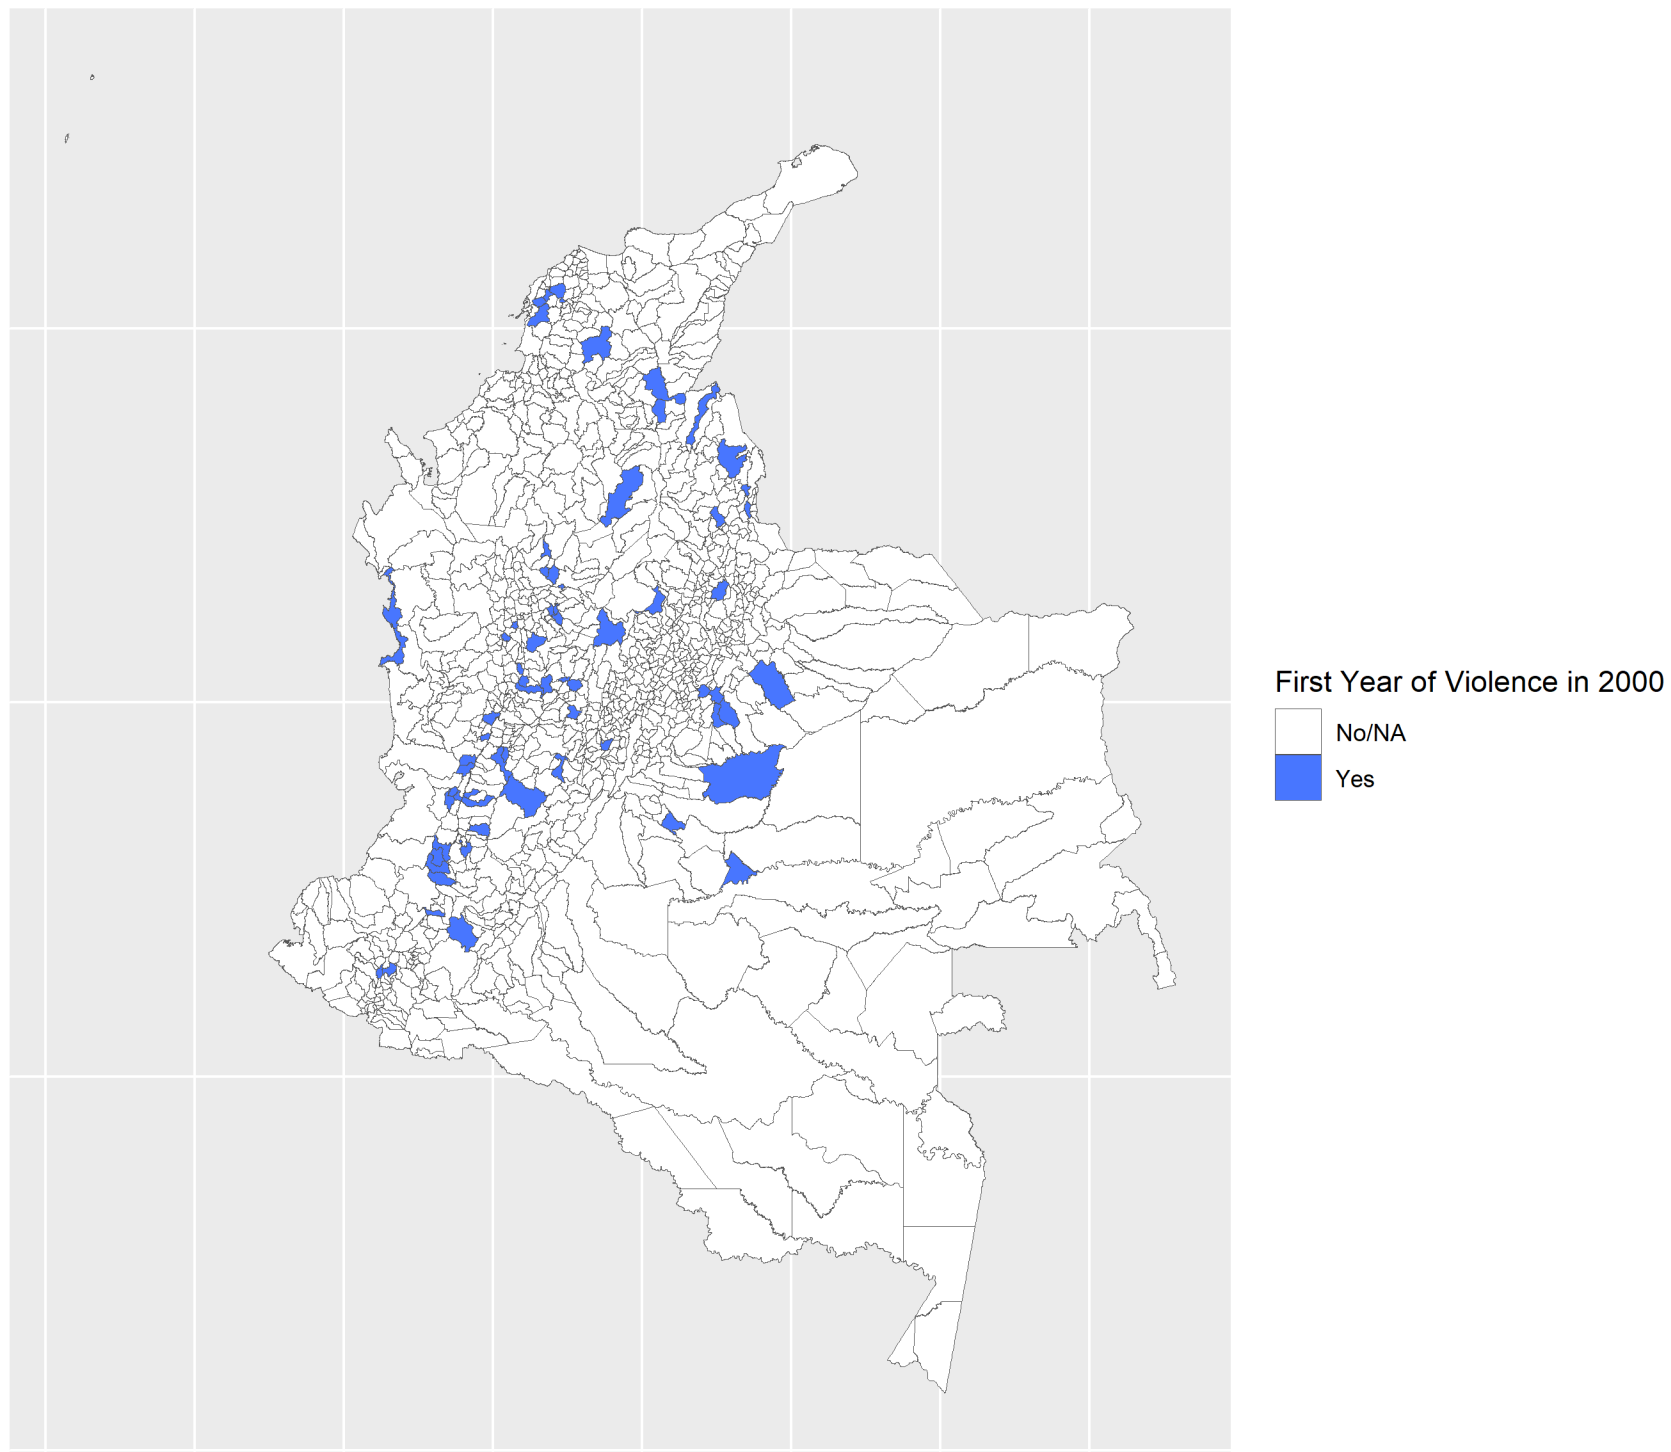 First Year of Violence in 2000
No/NA
Yes